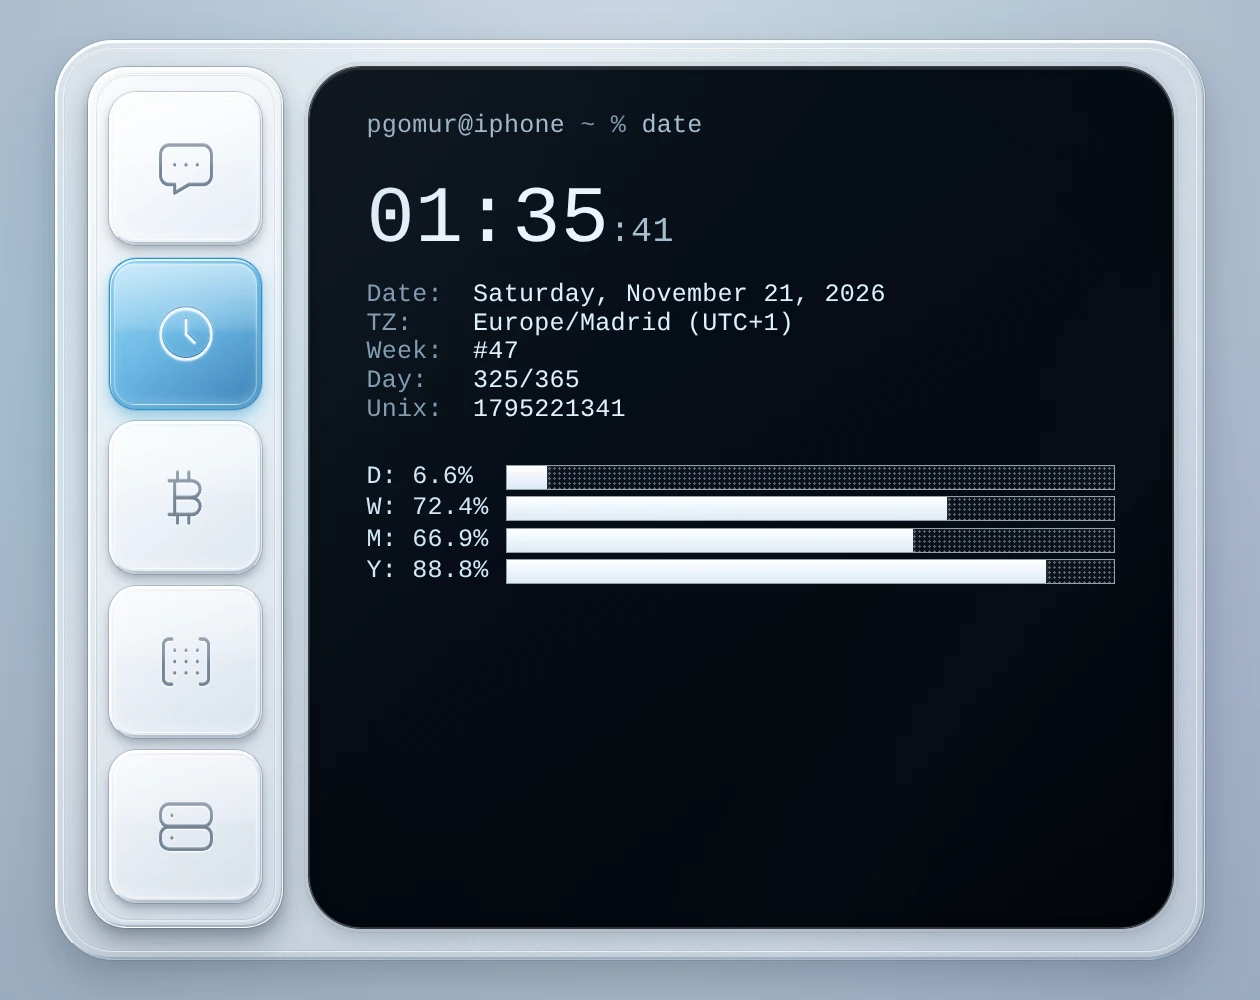 pgomur@iphone ~ % date
01:35:41
Date: Saturday, November 21, 2026
TZ: Europe/Madrid (UTC+1)
Week: #47
Day: 325/365
Unix: 1795221341
D: 6.6%
W: 72.4%
M: 66.9%
Y: 88.8%